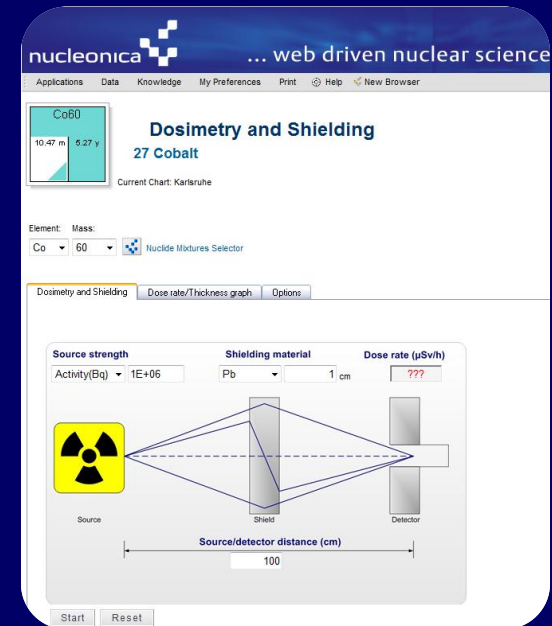 nucleonica
... web driven nuclear science
Applications Data Knowledge My Preferences Print Help New Browser
Co60
10.47 m 5.27 y
Dosimetry and Shielding
27 Cobalt
Current Chart: Karlsruhe
Element: Mass:
Co 60 Nuclide Mixtures Selector
Dosimetry and Shielding Dose rate/Thickness graph Options
Source strength Shielding material Dose rate (µSv/h)
Activity(Bq) 1E+06 Pb 1 cm ???
Source Shield Detector
Source/detector distance (cm)
100
Start Reset